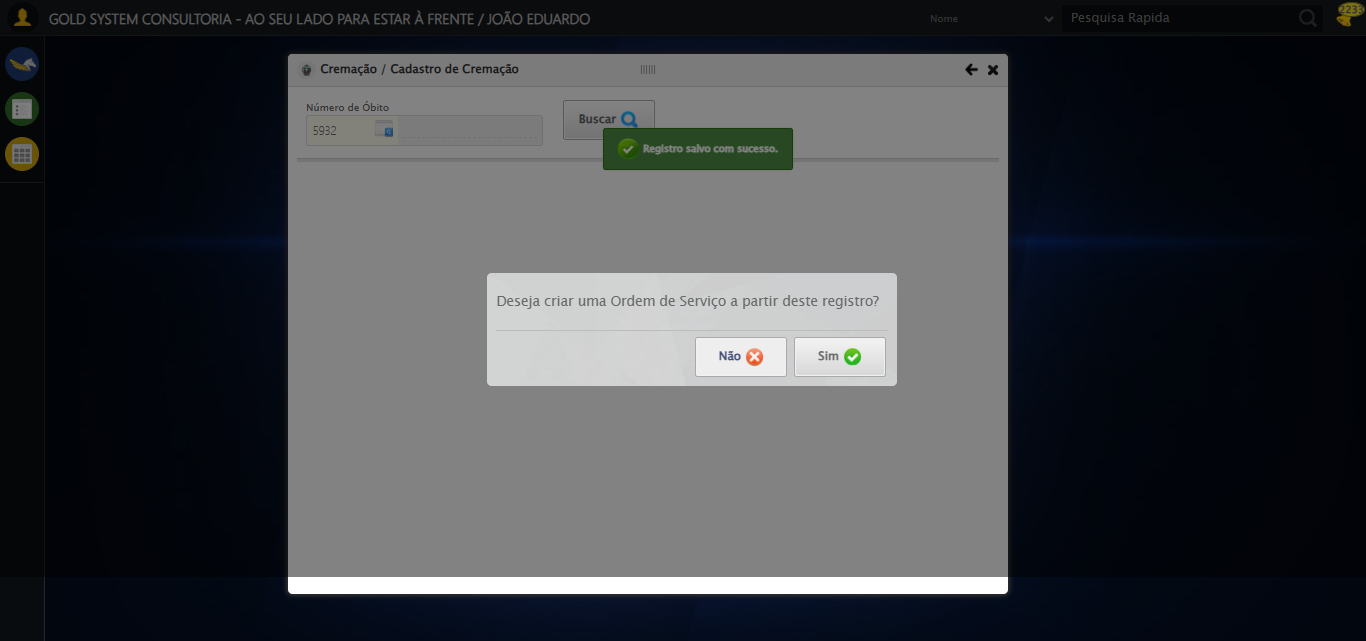 GOLD SYSTEM CONSULTORIA - AO SEU LADO PARA ESTAR À FRENTE / JOÃO EDUARDO
Nome
Pesquisa Rapida
2233
Cremação / Cadastro de Cremação
Número de Óbito
5932
Buscar
Registro salvo com sucesso.
Deseja criar uma Ordem de Serviço a partir deste registro?
Não
Sim